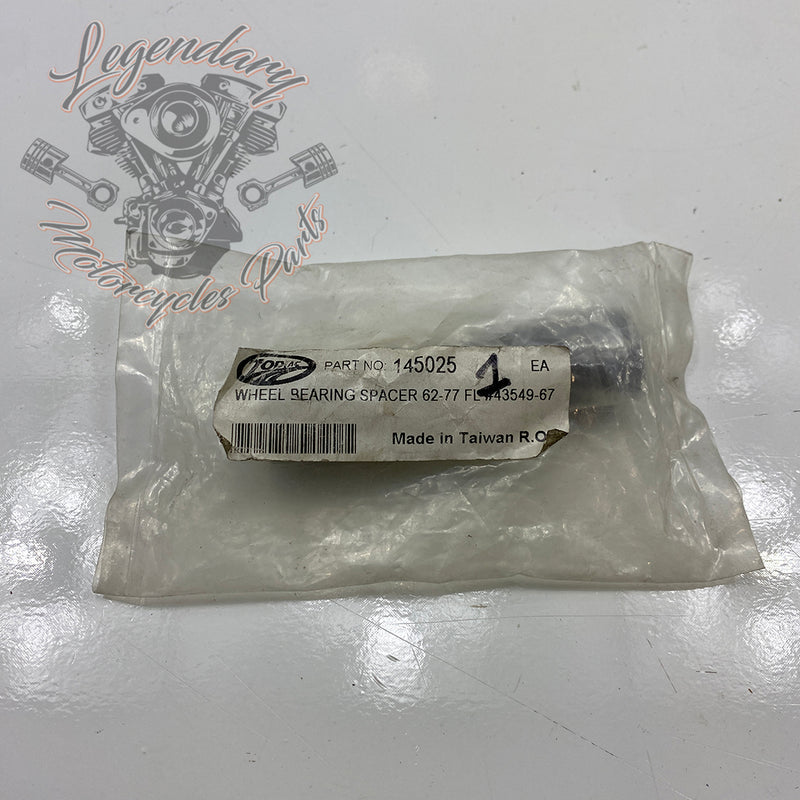 Legendary
Motorcycles Parts
ZODIAC
PART NO: 145025 1 EA
WHEEL BEARING SPACER 62-77 FL #43549-67
Made in Taiwan R.O